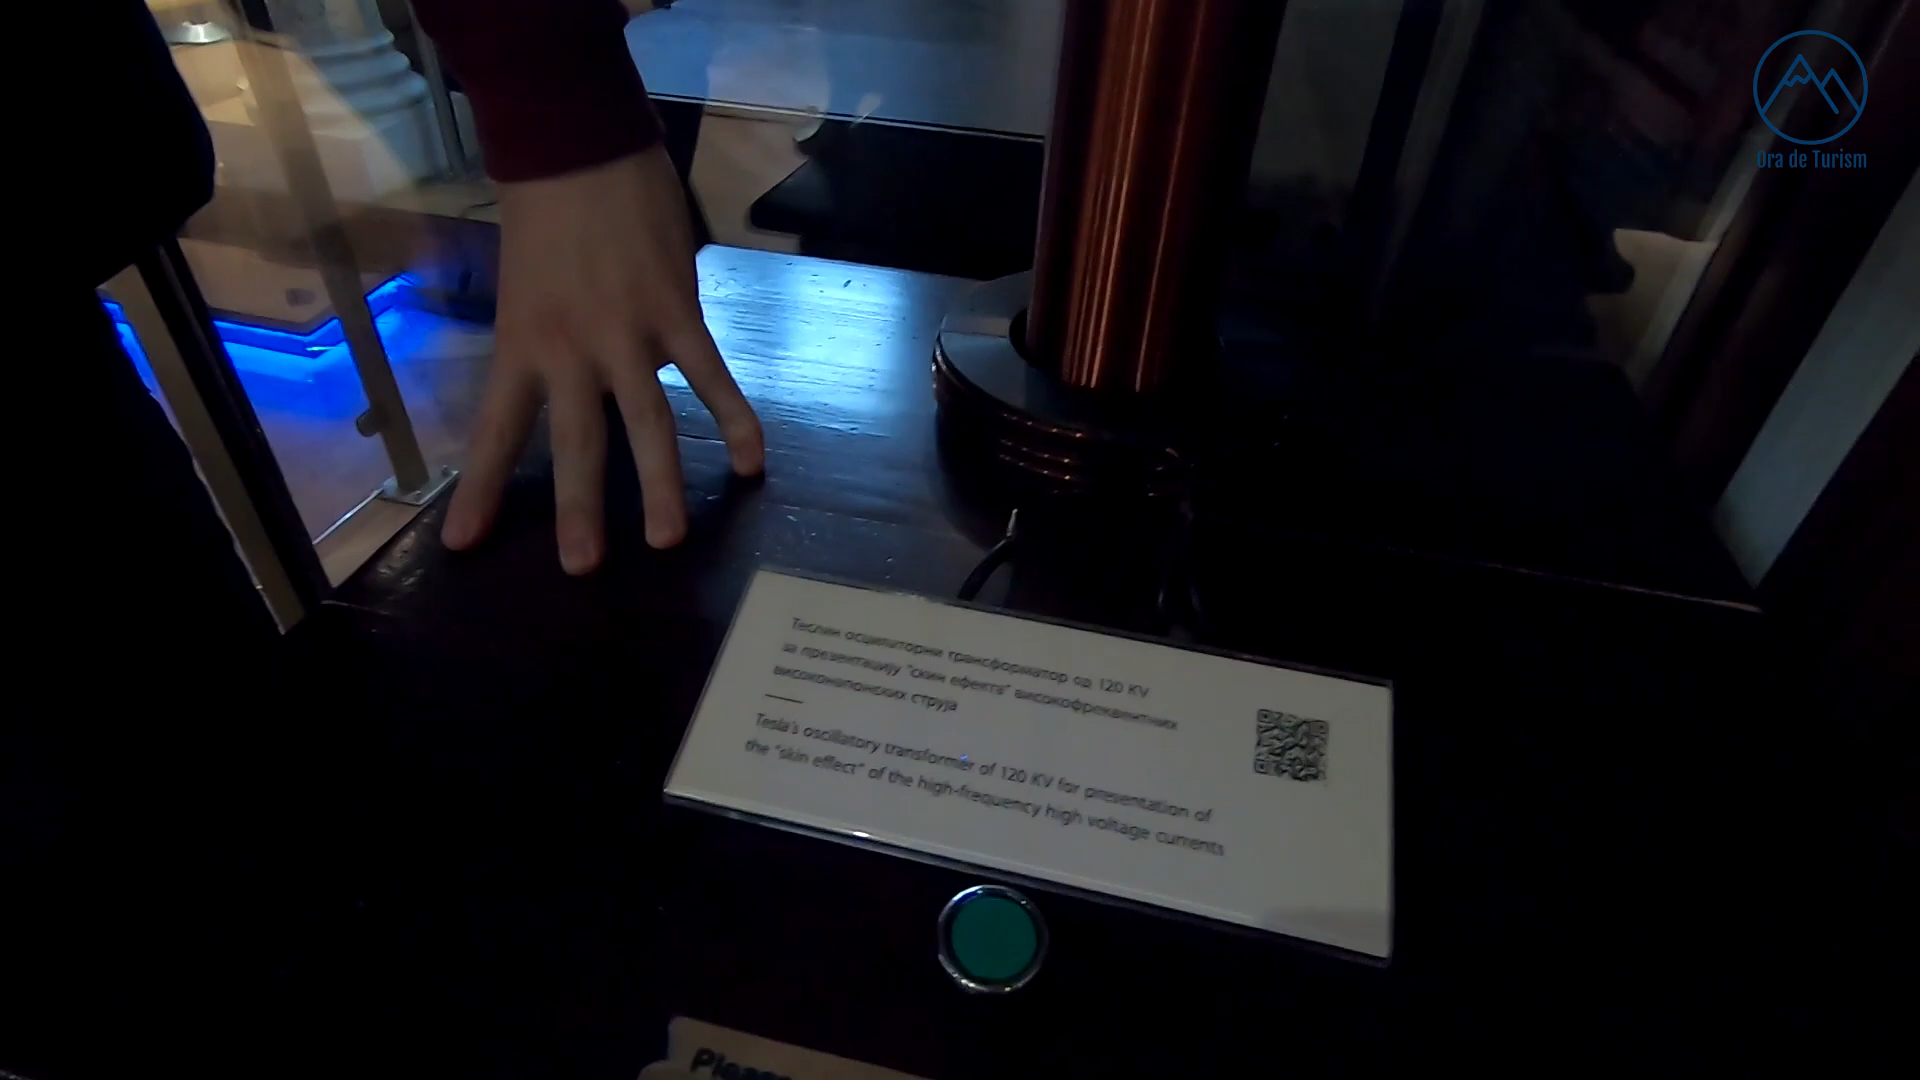 Ora de Turism
Теслин осцилаторни трансформатор од 120 KV
за презентацију "скин ефекта" високофреквентних
високонапонских струја
Tesla's oscillatory transformer of 120 KV for presentation of
the "skin effect" of the high-frequency high voltage currents